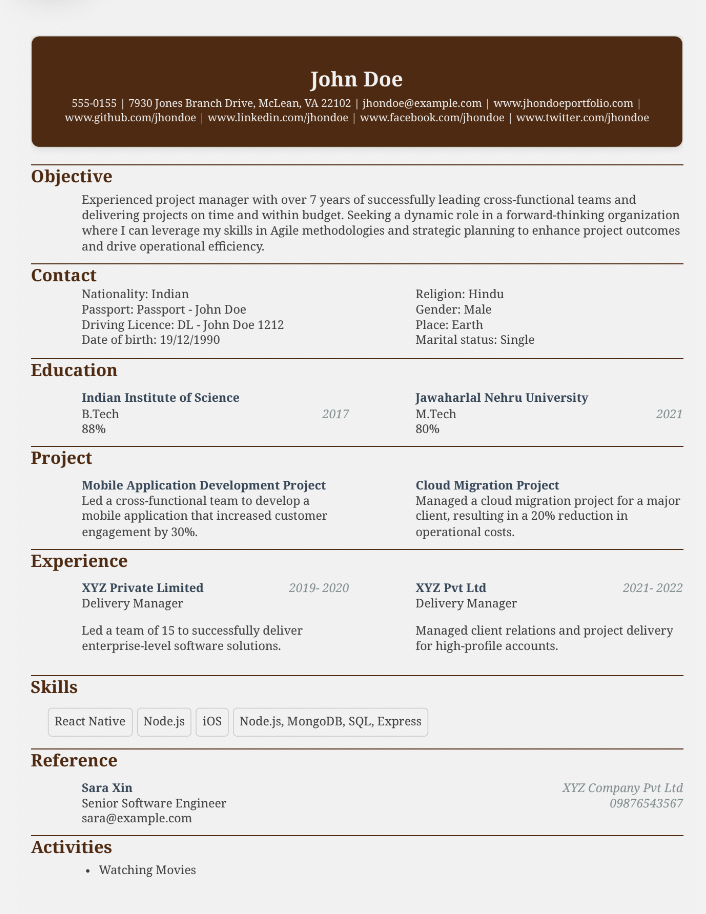 John Doe
555-0155 | 7930 Jones Branch Drive, McLean, VA 22102 | jhondoe@example.com | www.jhondoeportfolio.com |
www.github.com/jhondoe | www.linkedin.com/jhondoe | www.facebook.com/jhondoe | www.twitter.com/jhondoe
Objective
Experienced project manager with over 7 years of successfully leading cross-functional teams and
delivering projects on time and within budget. Seeking a dynamic role in a forward-thinking organization
where I can leverage my skills in Agile methodologies and strategic planning to enhance project outcomes
and drive operational efficiency.
Contact
Nationality: Indian
Passport: Passport - John Doe
Driving Licence: DL - John Doe 1212
Date of birth: 19/12/1990
Religion: Hindu
Gender: Male
Place: Earth
Marital status: Single
Education
Indian Institute of Science
B.Tech 2017
88%
Jawaharlal Nehru University
M.Tech 2021
80%
Project
Mobile Application Development Project
Led a cross-functional team to develop a
mobile application that increased customer
engagement by 30%.
Cloud Migration Project
Managed a cloud migration project for a major
client, resulting in a 20% reduction in
operational costs.
Experience
XYZ Private Limited 2019- 2020
Delivery Manager
Led a team of 15 to successfully deliver
enterprise-level software solutions.
XYZ Pvt Ltd 2021- 2022
Delivery Manager
Managed client relations and project delivery
for high-profile accounts.
Skills
React Native Node.js iOS Node.js, MongoDB, SQL, Express
Reference
Sara Xin XYZ Company Pvt Ltd
Senior Software Engineer 09876543567
sara@example.com
Activities
• Watching Movies